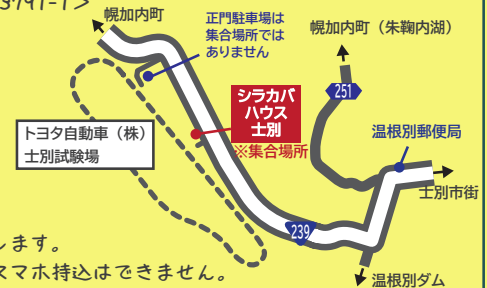 幌加内町
正門駐車場は
集合場所では
ありません
幌加内町（朱鞠内湖）
251
シラカバ
ハウス
士別
※集合場所
トヨタ自動車（株）
士別試験場
温根別郵便局
士別市街
239
します。
スマホ持込はできません。
温根別ダム